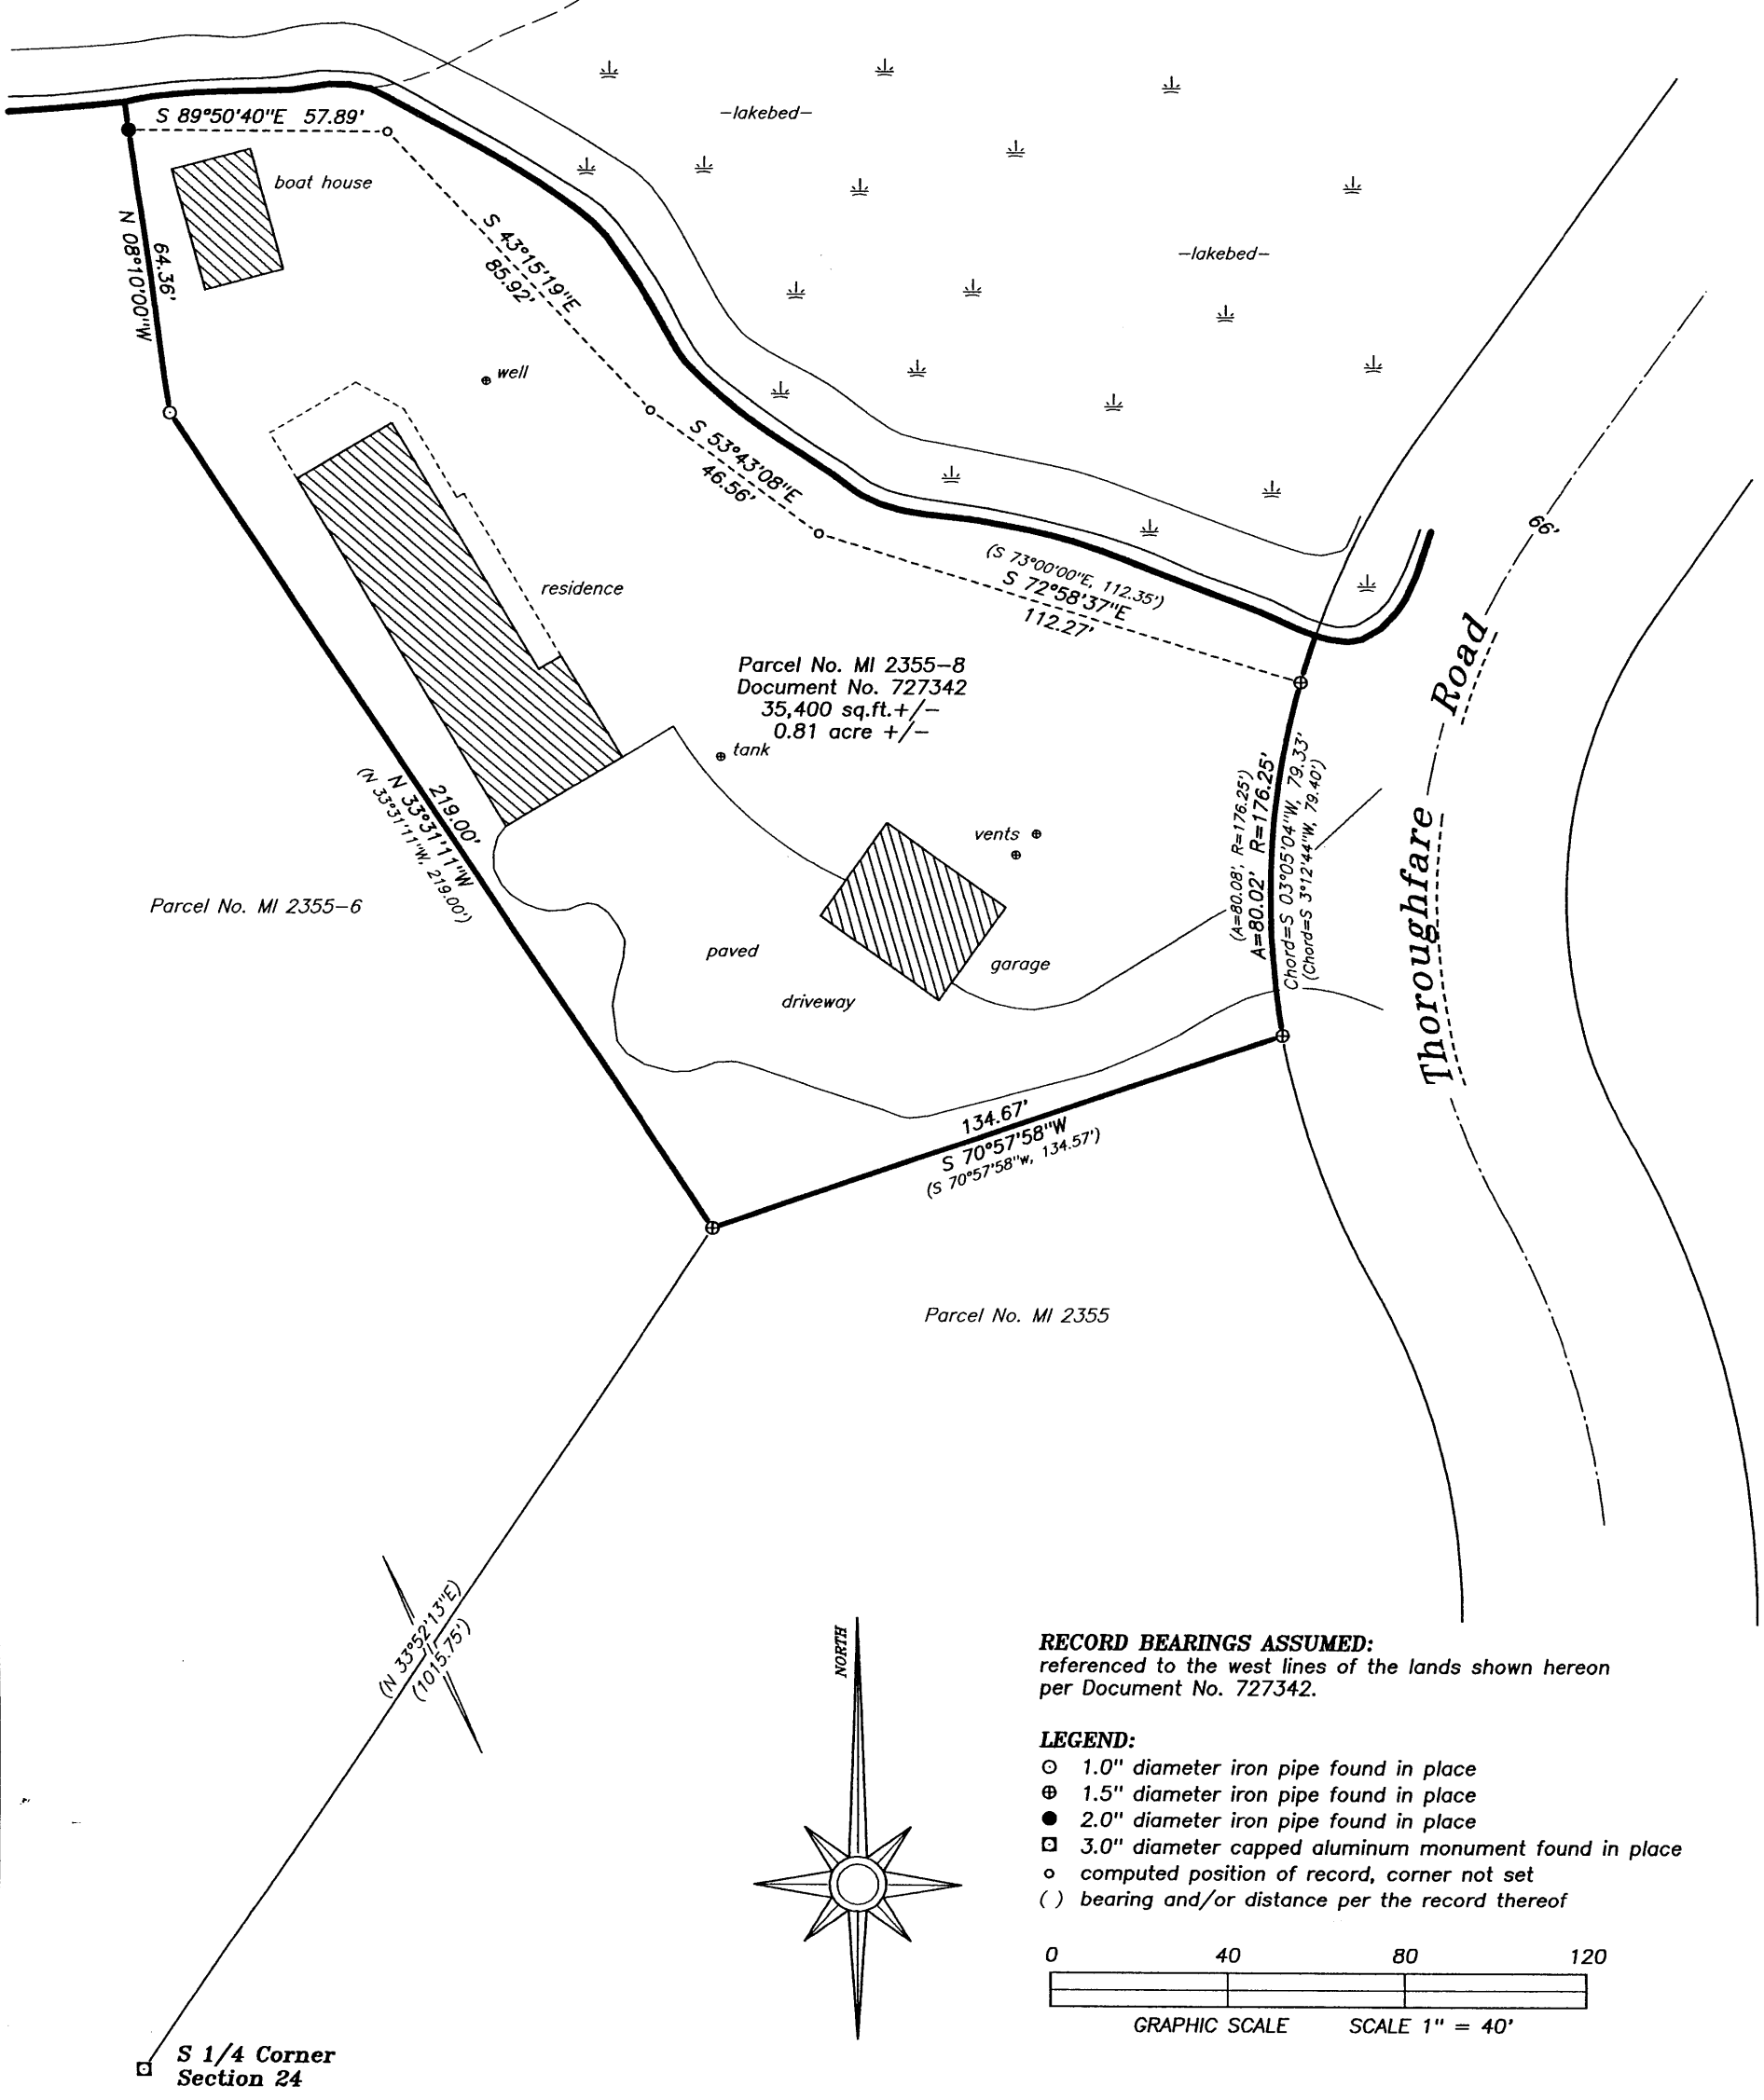 S 89°50'40"E 57.89'
-lakebed-
boat house
N 08°10'00"W
64.36'
S 43°15'19"E
85.92'
-lakebed-
well
S 53°43'08"E
46.56'
66'
(S 73°00'00"E, 112.35')
S 72°58'37"E
112.27'
residence
Parcel No. MI 2355-8
Document No. 727342
35,400 sq.ft.+/-
0.81 acre +/-
tank
Thoroughfare Road
219.00'
N 33°31'11"W
(N 33°31'11"W, 219.00')
vents
(A=80.08', R=176.25')
A=80.02' R=176.25'
Chord=S 03°05'04"W, 79.33'
(Chord=S 3°12'44"W, 79.40')
Parcel No. MI 2355-6
paved
driveway
garage
134.67'
S 70°57'58"W
(S 70°57'58"w, 134.57')
Parcel No. MI 2355
(N 33°52'13"E)
(1015.75')
NORTH
RECORD BEARINGS ASSUMED:
referenced to the west lines of the lands shown hereon
per Document No. 727342.
LEGEND:
1.0" diameter iron pipe found in place
1.5" diameter iron pipe found in place
2.0" diameter iron pipe found in place
3.0" diameter capped aluminum monument found in place
computed position of record, corner not set
( ) bearing and/or distance per the record thereof
0 40 80 120
GRAPHIC SCALE SCALE 1" = 40'
S 1/4 Corner
Section 24